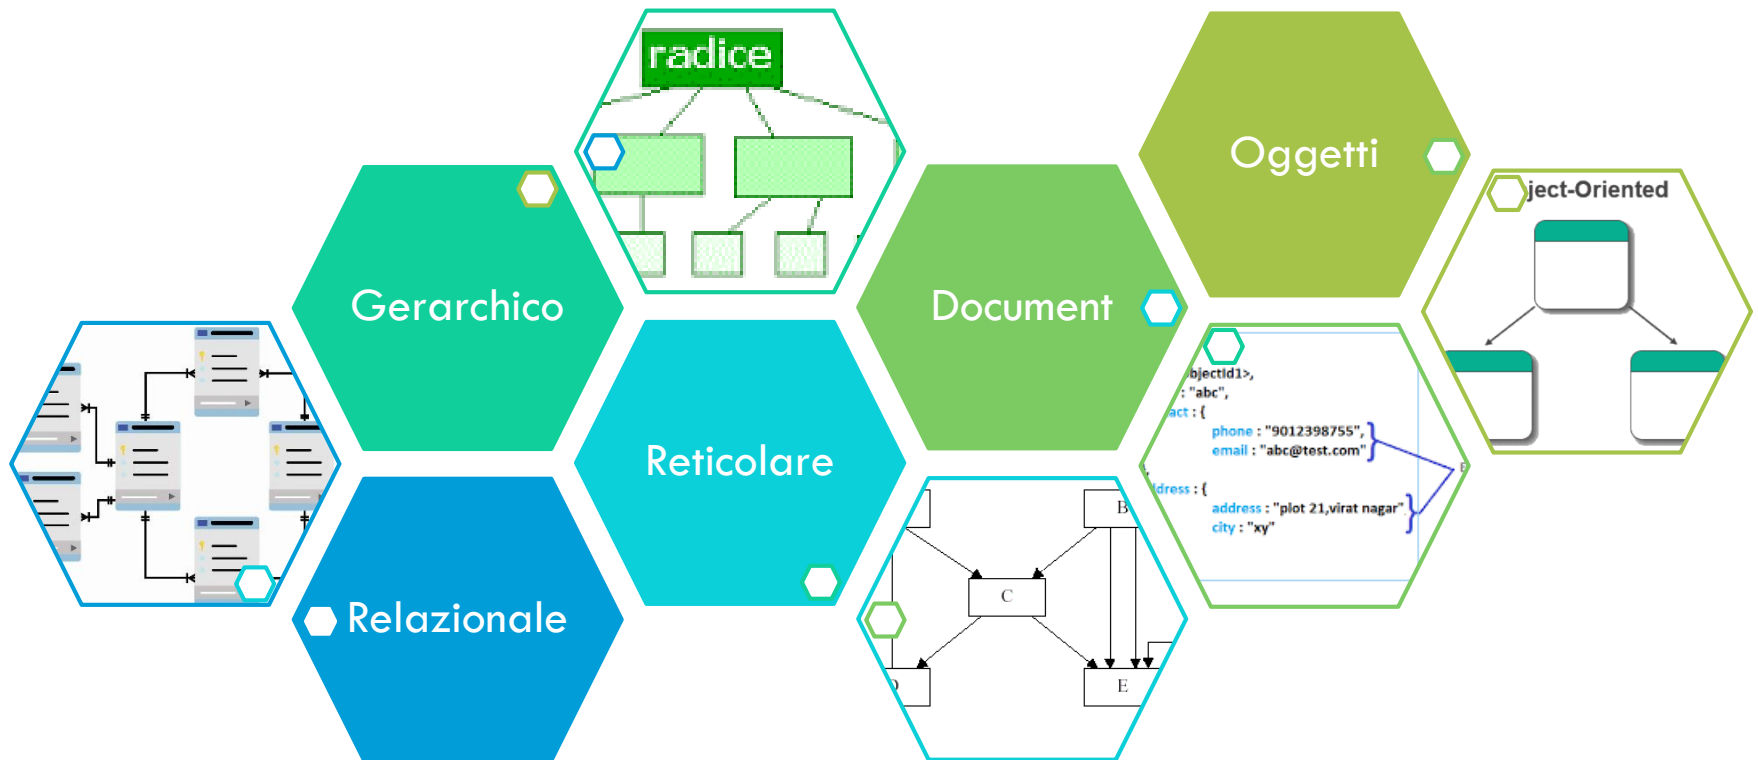 radice
Oggetti
ject-Oriented
Gerarchico
Document
bjectId1>,
: "abc",
act : {
phone : "9012398755",
email : "abc@test.com"
dress : {
address : "plot 21,virat nagar"
city : "xy"
Reticolare
B
C
E
Relazionale